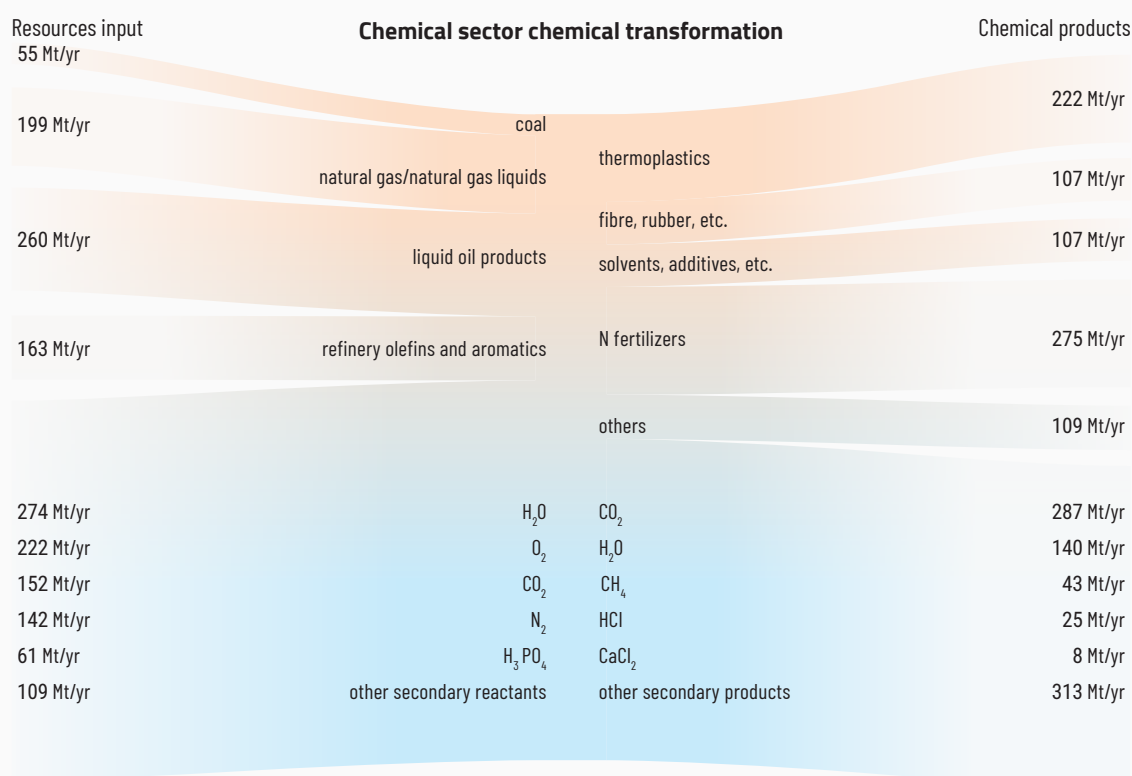 Resources input
Chemical sector chemical transformation
Chemical products
55 Mt/yr
coal
199 Mt/yr
natural gas/natural gas liquids
260 Mt/yr
liquid oil products
163 Mt/yr
refinery olefins and aromatics
thermoplastics
222 Mt/yr
fibre, rubber, etc.
107 Mt/yr
solvents, additives, etc.
107 Mt/yr
N fertilizers
275 Mt/yr
others
109 Mt/yr
274 Mt/yr H₂O CO₂ 287 Mt/yr
222 Mt/yr O₂ H₂O 140 Mt/yr
152 Mt/yr CO₂ CH₄ 43 Mt/yr
142 Mt/yr N₂ HCl 25 Mt/yr
61 Mt/yr H₃PO₄ CaCl₂ 8 Mt/yr
109 Mt/yr other secondary reactants other secondary products 313 Mt/yr